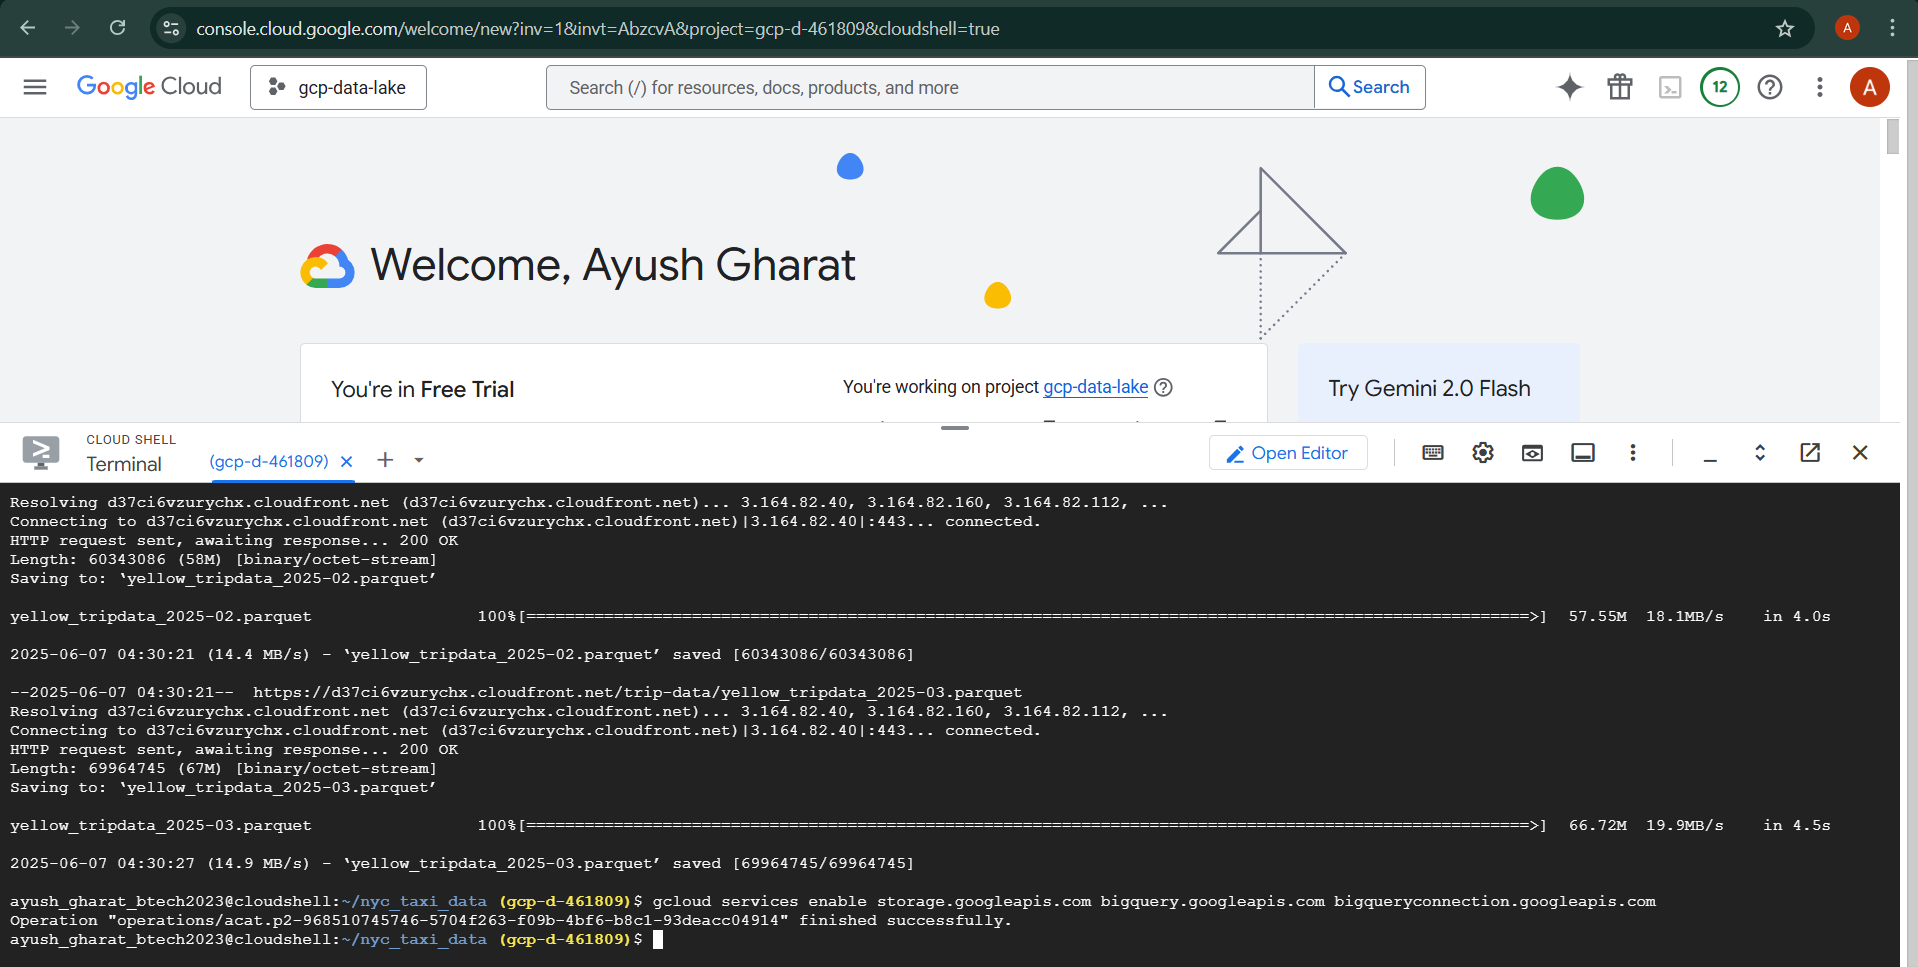 console.cloud.google.com/welcome/new?inv=1&invt=AbzcvA&project=gcp-d-461809&cloudshell=true
A
Google Cloud
gcp-data-lake
Search (/) for resources, docs, products, and more
Search
12
A
Welcome, Ayush Gharat
You're in Free Trial
You're working on project gcp-data-lake
Try Gemini 2.0 Flash
CLOUD SHELL
Terminal
(gcp-d-461809)
Open Editor
Resolving d37ci6vzurychx.cloudfront.net (d37ci6vzurychx.cloudfront.net)... 3.164.82.40, 3.164.82.160, 3.164.82.112, ...
Connecting to d37ci6vzurychx.cloudfront.net (d37ci6vzurychx.cloudfront.net)|3.164.82.40|:443... connected.
HTTP request sent, awaiting response... 200 OK
Length: 60343086 (58M) [binary/octet-stream]
Saving to: ‘yellow_tripdata_2025-02.parquet’
yellow_tripdata_2025-02.parquet 100%[=======================================================================================================>] 57.55M 18.1MB/s in 4.0s
2025-06-07 04:30:21 (14.4 MB/s) - ‘yellow_tripdata_2025-02.parquet’ saved [60343086/60343086]
--2025-06-07 04:30:21-- https://d37ci6vzurychx.cloudfront.net/trip-data/yellow_tripdata_2025-03.parquet
Resolving d37ci6vzurychx.cloudfront.net (d37ci6vzurychx.cloudfront.net)... 3.164.82.40, 3.164.82.160, 3.164.82.112, ...
Connecting to d37ci6vzurychx.cloudfront.net (d37ci6vzurychx.cloudfront.net)|3.164.82.40|:443... connected.
HTTP request sent, awaiting response... 200 OK
Length: 69964745 (67M) [binary/octet-stream]
Saving to: ‘yellow_tripdata_2025-03.parquet’
yellow_tripdata_2025-03.parquet 100%[=======================================================================================================>] 66.72M 19.9MB/s in 4.5s
2025-06-07 04:30:27 (14.9 MB/s) - ‘yellow_tripdata_2025-03.parquet’ saved [69964745/69964745]
ayush_gharat_btech2023@cloudshell:~/nyc_taxi_data (gcp-d-461809)$ gcloud services enable storage.googleapis.com bigquery.googleapis.com bigqueryconnection.googleapis.com
Operation "operations/acat.p2-968510745746-5704f263-f09b-4bf6-b8c1-93deacc04914" finished successfully.
ayush_gharat_btech2023@cloudshell:~/nyc_taxi_data (gcp-d-461809)$